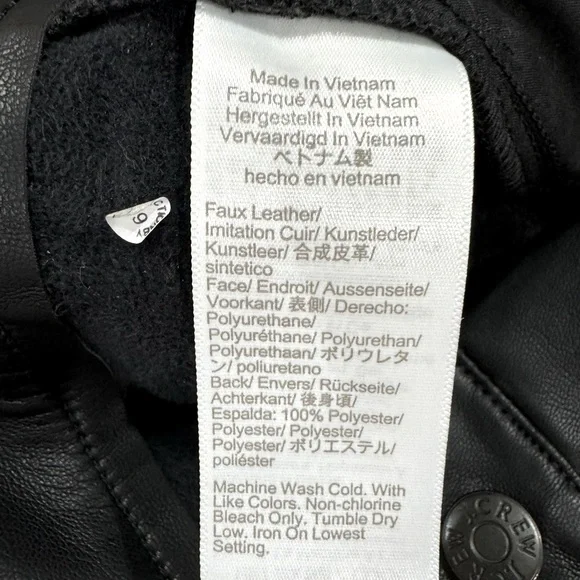 Made In Vietnam
Fabriqué Au Viêt Nam
Hergestellt In Vietnam
Vervaardigd In Vietnam
ベトナム製
hecho en vietnam
Faux Leather/
Imitation Cuir/ Kunstleder/
Kunstleer/ 合成皮革/
sintetico
Face/ Endroit/ Aussenseite/
Voorkant/ 表側/ Derecho:
Polyurethane/
Polyuréthane/ Polyurethan/
Polyurethaan/ ポリウレタ
ン/ poliuretano
Back/ Envers/ Rückseite/
Achterkant/ 後身頃/
Espalda: 100% Polyester/
Polyester/ Polyester/
Polyester/ ポリエステル/
poliéster
Machine Wash Cold. With
Like Colors. Non-chlorine
Bleach Only. Tumble Dry
Low. Iron On Lowest
Setting.
9
J.CREW